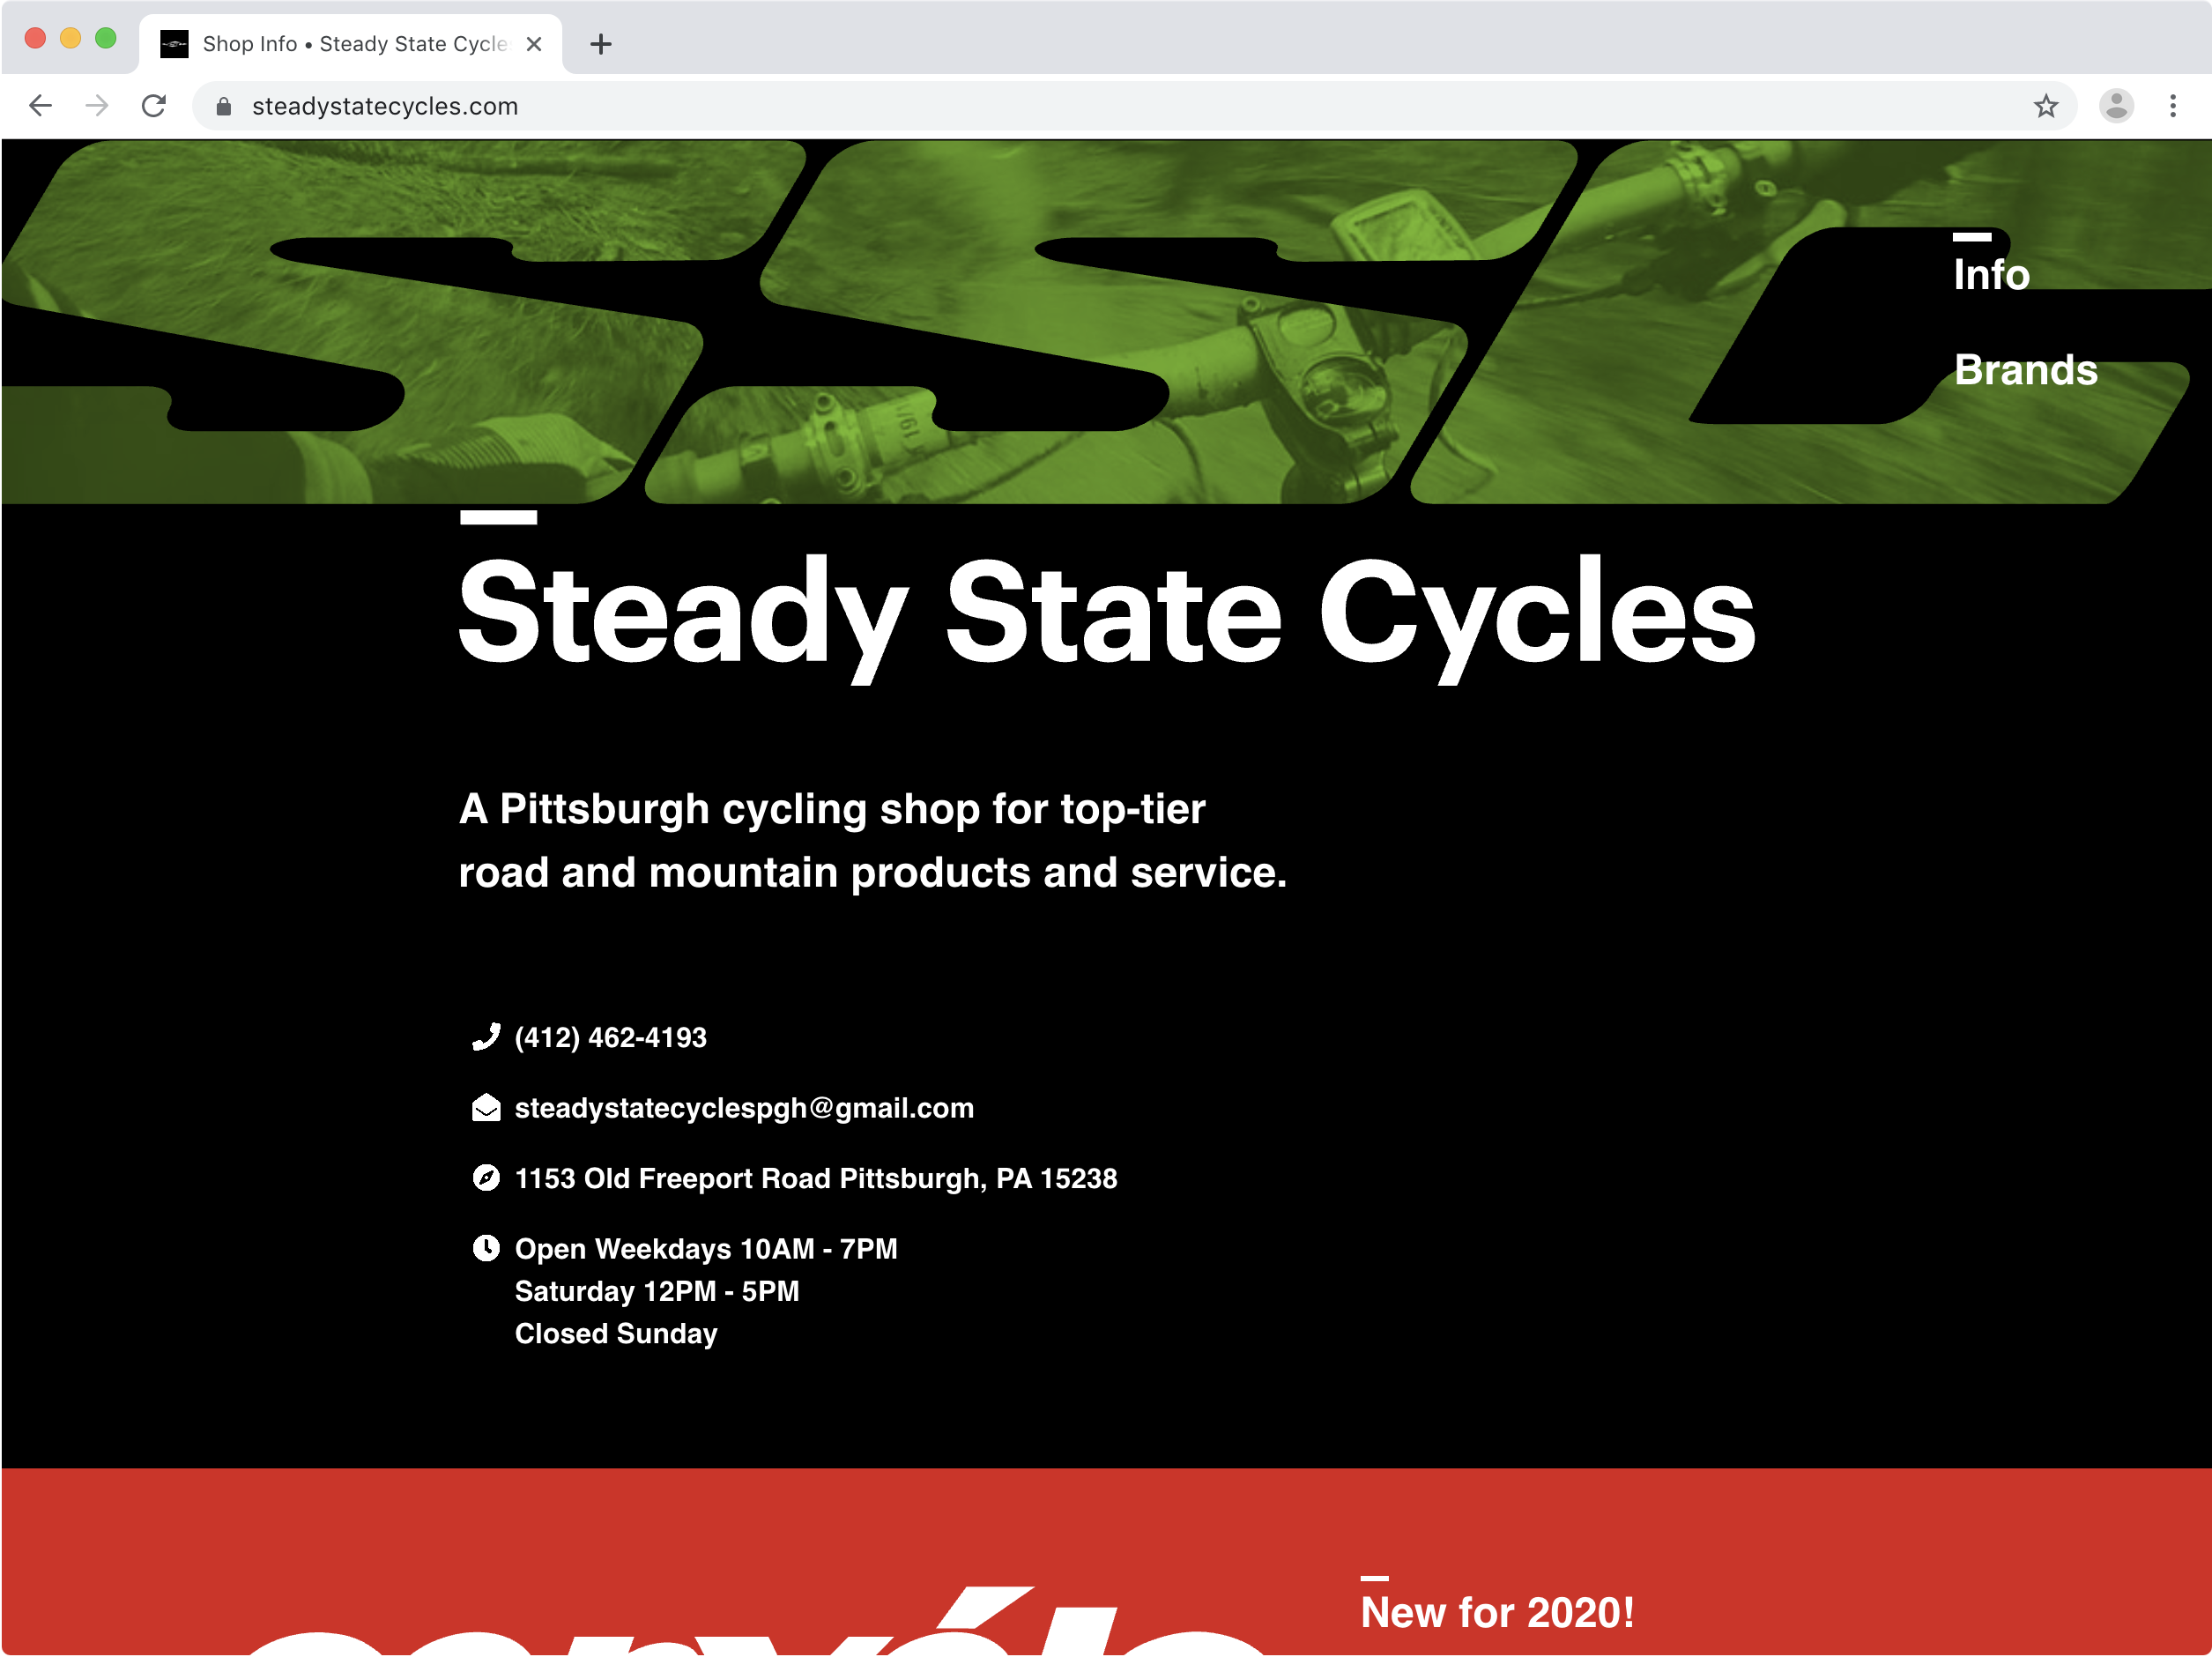 Shop Info • Steady State Cycle
steadystatecycles.com
SSC
Info
Brands
Steady State Cycles
A Pittsburgh cycling shop for top-tier
road and mountain products and service.
(412) 462-4193
steadystatecyclespgh@gmail.com
1153 Old Freeport Road Pittsburgh, PA 15238
Open Weekdays 10AM - 7PM
Saturday 12PM - 5PM
Closed Sunday
New for 2020!